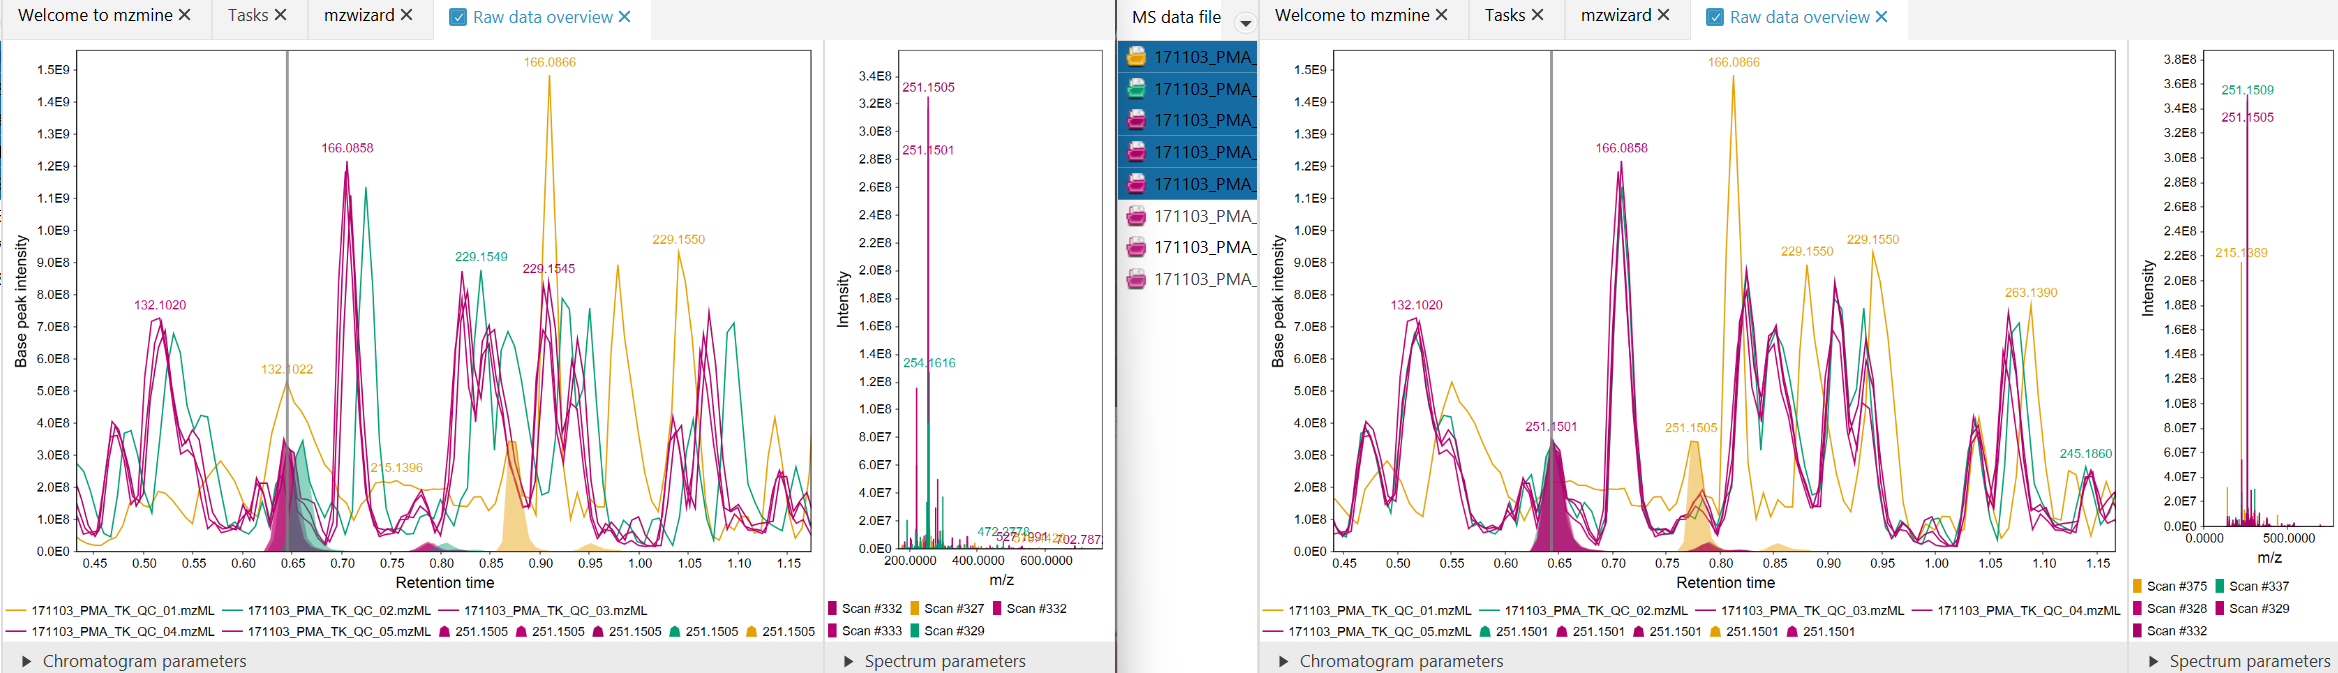 Welcome to mzmine ✕ Tasks ✕ mzwizard ✕ Raw data overview ✕
1.5E9
1.4E9
1.3E9
1.2E9
1.1E9
1.0E9
9.0E8
8.0E8
7.0E8
6.0E8
5.0E8
4.0E8
3.0E8
2.0E8
1.0E8
0.0E0
Base peak intensity
166.0866
166.0858
229.1550
229.1549
229.1545
132.1020
132.1022
215.1396
0.45 0.50 0.55 0.60 0.65 0.70 0.75 0.80 0.85 0.90 0.95 1.00 1.05 1.10 1.15
Retention time
171103_PMA_TK_QC_01.mzML 171103_PMA_TK_QC_02.mzML 171103_PMA_TK_QC_03.mzML
171103_PMA_TK_QC_04.mzML 171103_PMA_TK_QC_05.mzML 251.1505 251.1505 251.1505 251.1505 251.1505
Chromatogram parameters
3.4E8
3.2E8
3.0E8
2.8E8
2.6E8
2.4E8
2.2E8
2.0E8
1.8E8
1.6E8
1.4E8
1.2E8
1.0E8
8.0E7
6.0E7
4.0E7
2.0E7
0.0E0
Intensity
251.1505
251.1501
254.1616
472.2778
200.0000 400.0000 600.0000
m/z
Scan #332 Scan #327 Scan #332
Scan #333 Scan #329
Spectrum parameters
MS data file
171103_PMA_
171103_PMA_
171103_PMA_
171103_PMA_
171103_PMA_
171103_PMA_
171103_PMA_
171103_PMA_
Welcome to mzmine ✕ Tasks ✕ mzwizard ✕ Raw data overview ✕
1.5E9
1.4E9
1.3E9
1.2E9
1.1E9
1.0E9
9.0E8
8.0E8
7.0E8
6.0E8
5.0E8
4.0E8
3.0E8
2.0E8
1.0E8
0.0E0
Base peak intensity
166.0866
166.0858
229.1550
229.1550
263.1390
132.1020
251.1501
251.1505
245.1860
0.45 0.50 0.55 0.60 0.65 0.70 0.75 0.80 0.85 0.90 0.95 1.00 1.05 1.10 1.15
Retention time
171103_PMA_TK_QC_01.mzML 171103_PMA_TK_QC_02.mzML 171103_PMA_TK_QC_03.mzML 171103_PMA_TK_QC_04.mzML
171103_PMA_TK_QC_05.mzML 251.1501 251.1501 251.1501 251.1501 251.1501
Chromatogram parameters
3.8E8
3.6E8
3.4E8
3.2E8
3.0E8
2.8E8
2.6E8
2.4E8
2.2E8
2.0E8
1.8E8
1.6E8
1.4E8
1.2E8
1.0E8
8.0E7
6.0E7
4.0E7
2.0E7
0.0E0
Intensity
251.1509
251.1505
215.1389
0.00000 500.0000
m/z
Scan #375 Scan #337
Scan #328 Scan #329
Scan #332
Spectrum parameters